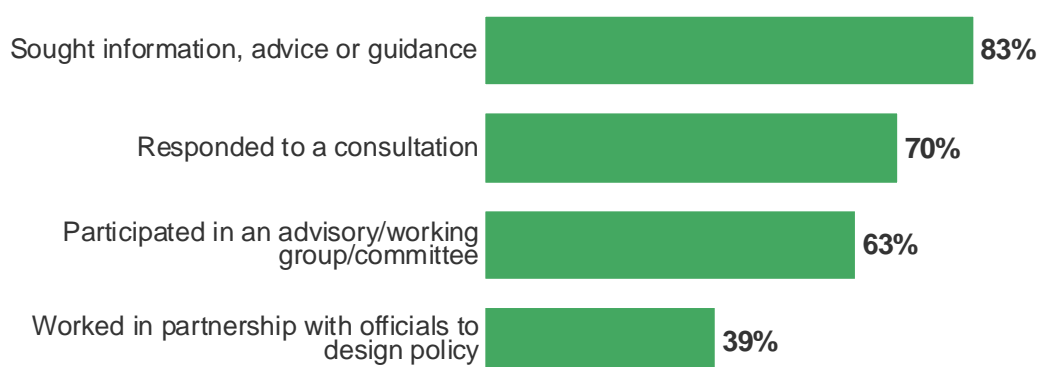 Sought information, advice or guidance 83%
Responded to a consultation 70%
Participated in an advisory/working
group/committee 63%
Worked in partnership with officials to
design policy 39%